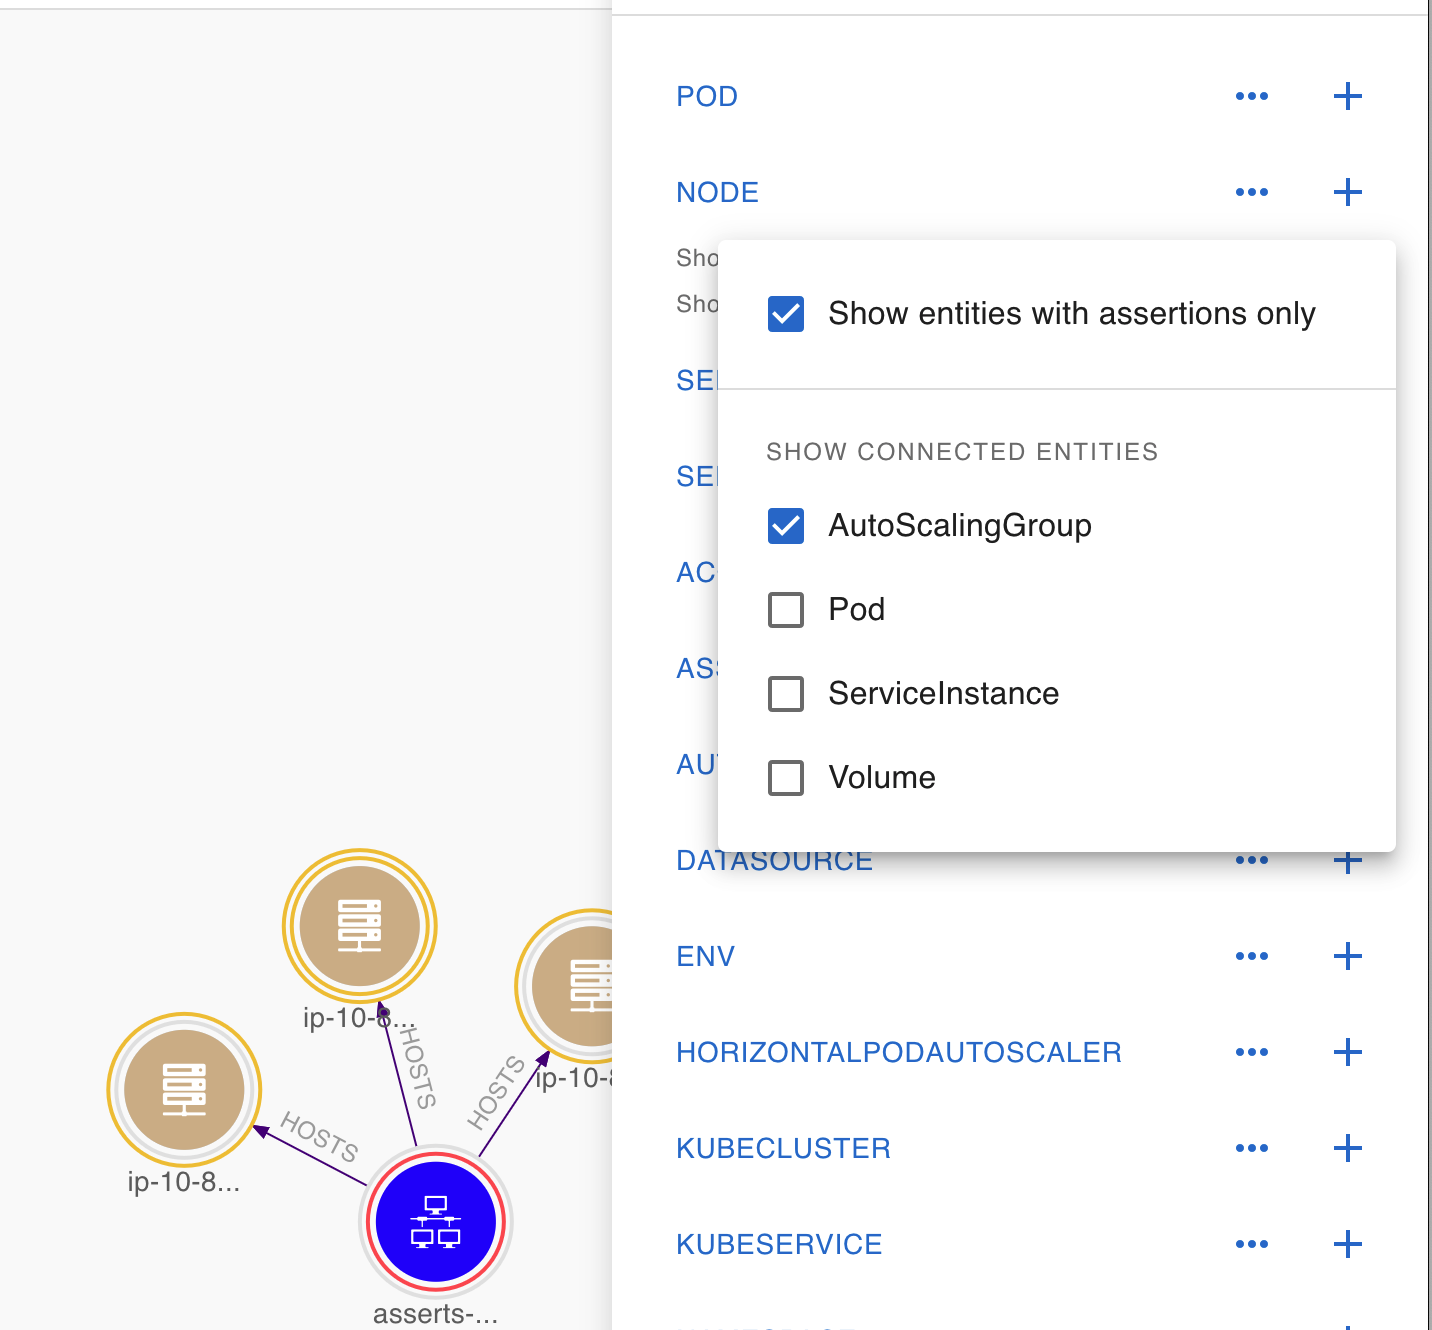 POD
NODE
Sho
Show entities with assertions only
Sho
SE
SHOW CONNECTED ENTITIES
SE
AutoScalingGroup
AC
Pod
AS
ServiceInstance
AU
Volume
DATASOURCE
ENV
ip-10-8...
HOSTS
HORIZONTALPODAUTOSCALER
ip-10-8
HOSTS
HOSTS
KUBECLUSTER
ip-10-8...
KUBESERVICE
asserts-...